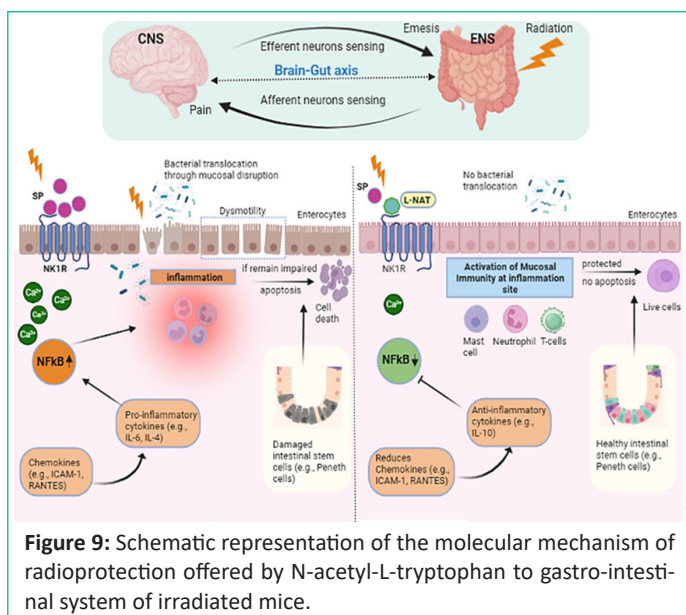 CNS
Efferent neurons sensing
Emesis
ENS
Radiation
Brain-Gut axis
Pain
Afferent neurons sensing
SP
NK1R
Bacterial translocation
through mucosal disruption
Dysmotility
Enterocytes
inflammation
if remain impaired
apoptosis
Cell
death
Ca²⁺
Ca²⁺
Ca²⁺
Ca²⁺
NFkB
Pro-inflammatory
cytokines (e.g.,
IL-6, IL-4)
Chemokines
(e.g., ICAM-1,
RANTES)
Damaged
intestinal stem
cells (e.g., Peneth
cells)
SP
L-NAT
NK1R
No bacterial
translocation
Enterocytes
Activation of Mucosal
Immunity at inflammation
site
protected
no apoptosis
Live cells
Mast
cell
Neutrophil
T-cells
Ca²⁺
NFkB
Anti-inflammatory
cytokines (e.g.,
IL-10)
Reduces
Chemokines (e.g.,
ICAM-1, RANTES)
Healthy intestinal
stem cells (e.g.,
Peneth cells)
Figure 9: Schematic representation of the molecular mechanism of
radioprotection offered by N-acetyl-L-tryptophan to gastro-intesti-
nal system of irradiated mice.